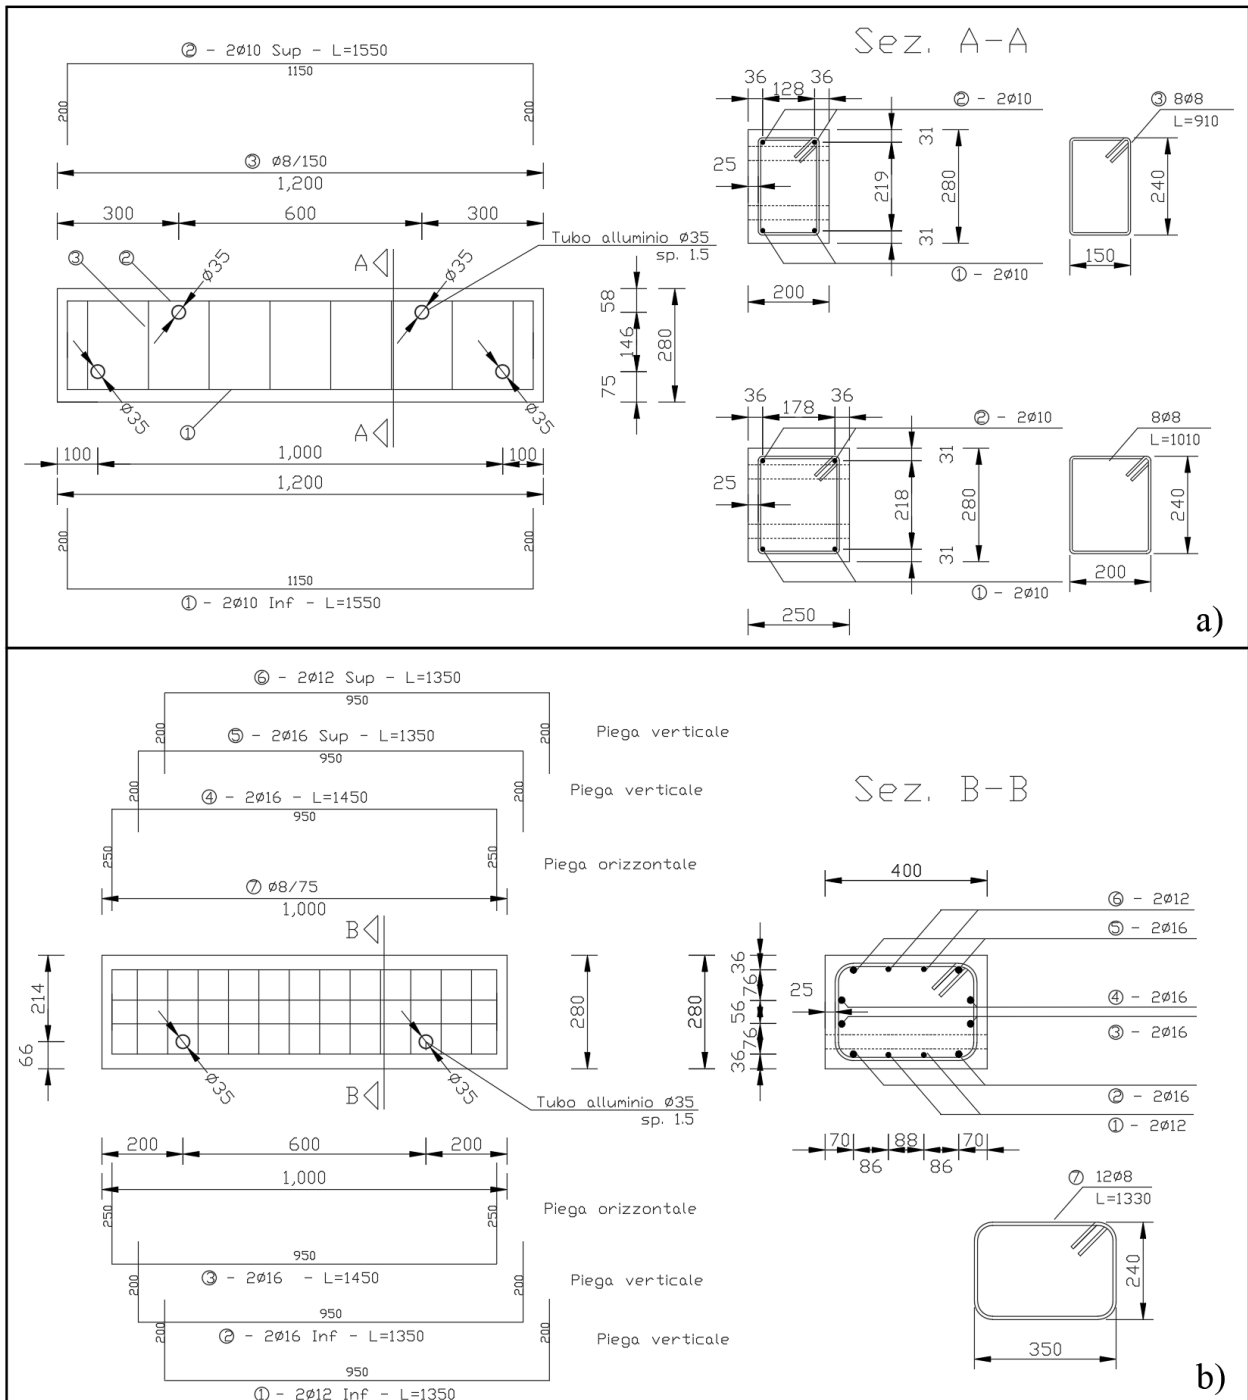 ② - 2ø10 Sup - L=1550
1150
200
200
③ ø8/150
1,200
300
600
300
Tubo alluminio ø35
sp. 1.5
③
②
ø35
ø35
A
58
146
75
280
ø35
ø35
①
A
100
1,000
100
1,200
200
200
1150
① - 2ø10 Inf - L=1550
Sez. A-A
36
128
36
② - 2ø10
③ 8ø8
L=910
31
25
219
280
240
31
150
① - 2ø10
200
36
178
36
② - 2ø10
8ø8
L=1010
31
25
218
280
240
31
200
① - 2ø10
250
a)
⑥ - 2ø12 Sup - L=1350
950
200
200
Piega verticale
⑤ - 2ø16 Sup - L=1350
950
200
200
Piega verticale
④ - 2ø16 - L=1450
950
250
250
Piega orizzontale
⑦ ø8/75
1,000
B
214
66
280
ø35
ø35
B
Tubo alluminio ø35
sp. 1.5
200
600
200
1,000
250
250
Piega orizzontale
950
③ - 2ø16 - L=1450
200
200
Piega verticale
950
② - 2ø16 Inf - L=1350
200
200
Piega verticale
950
① - 2ø12 Inf - L=1350
Sez. B-B
400
⑥ - 2ø12
⑤ - 2ø16
36
76
25
280
56
④ - 2ø16
76
③ - 2ø16
36
② - 2ø16
① - 2ø12
70
88
70
86
86
⑦ 12ø8
L=1330
240
350
b)